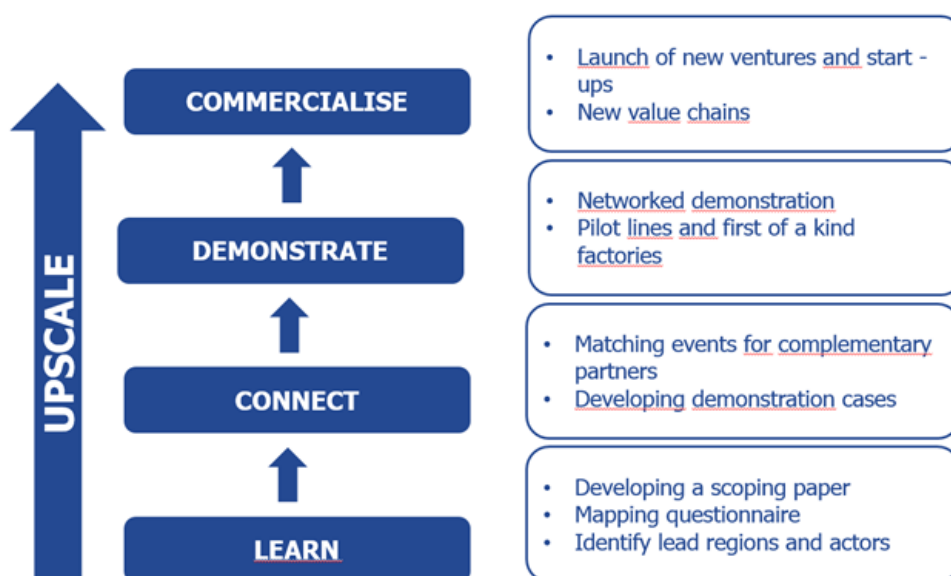 UPSCALE
COMMERCIALISE
• Launch of new ventures and start -
ups
• New value chains
DEMONSTRATE
• Networked demonstration
• Pilot lines and first of a kind
factories
CONNECT
• Matching events for complementary
partners
• Developing demonstration cases
LEARN
• Developing a scoping paper
• Mapping questionnaire
• Identify lead regions and actors